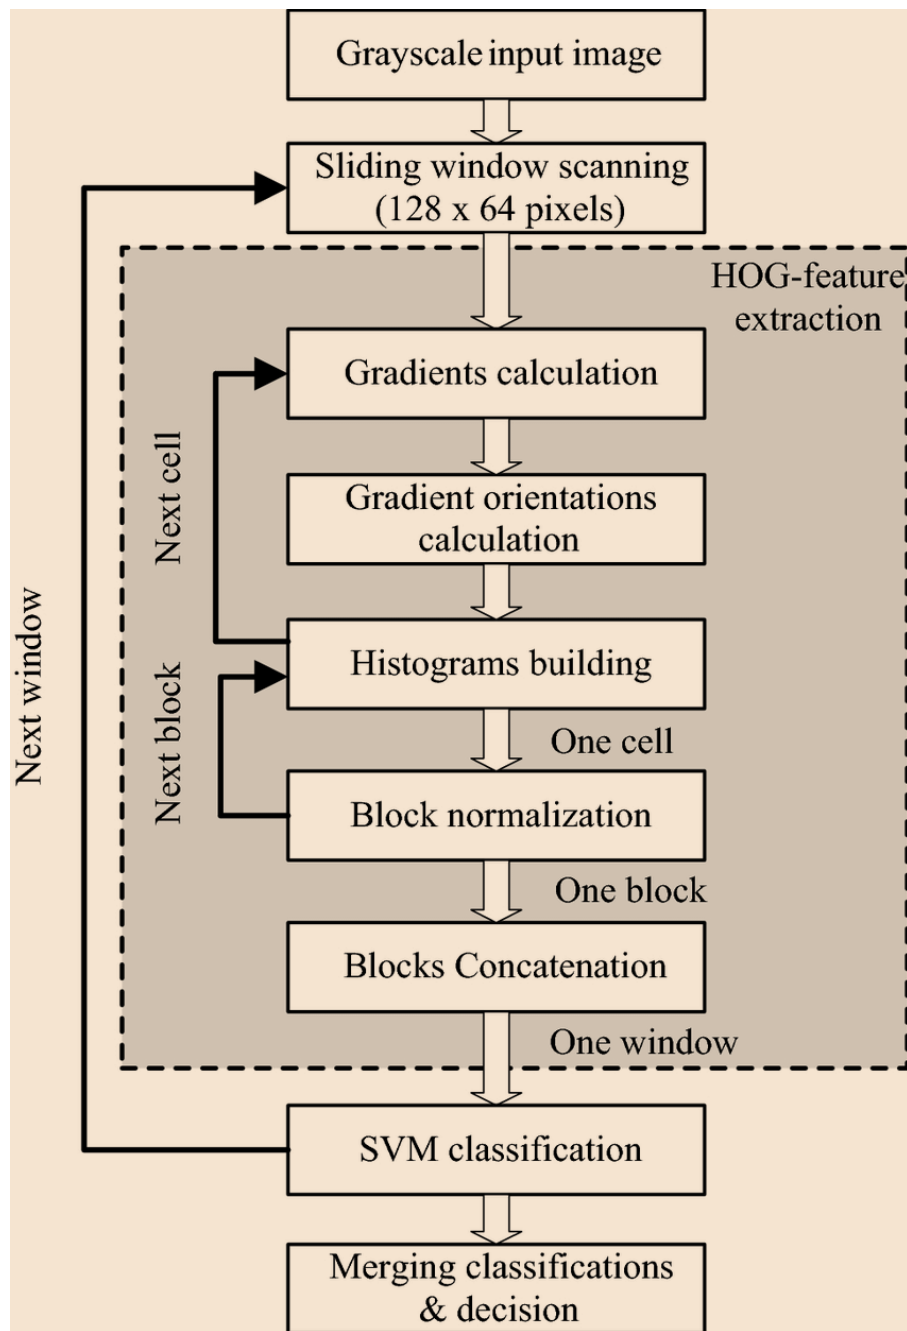 Grayscale input image
Sliding window scanning
(128 x 64 pixels)
HOG-feature
extraction
Gradients calculation
Next cell
Gradient orientations
calculation
Next window
Histograms building
Next block
One cell
Block normalization
One block
Blocks Concatenation
One window
SVM classification
Merging classifications
& decision